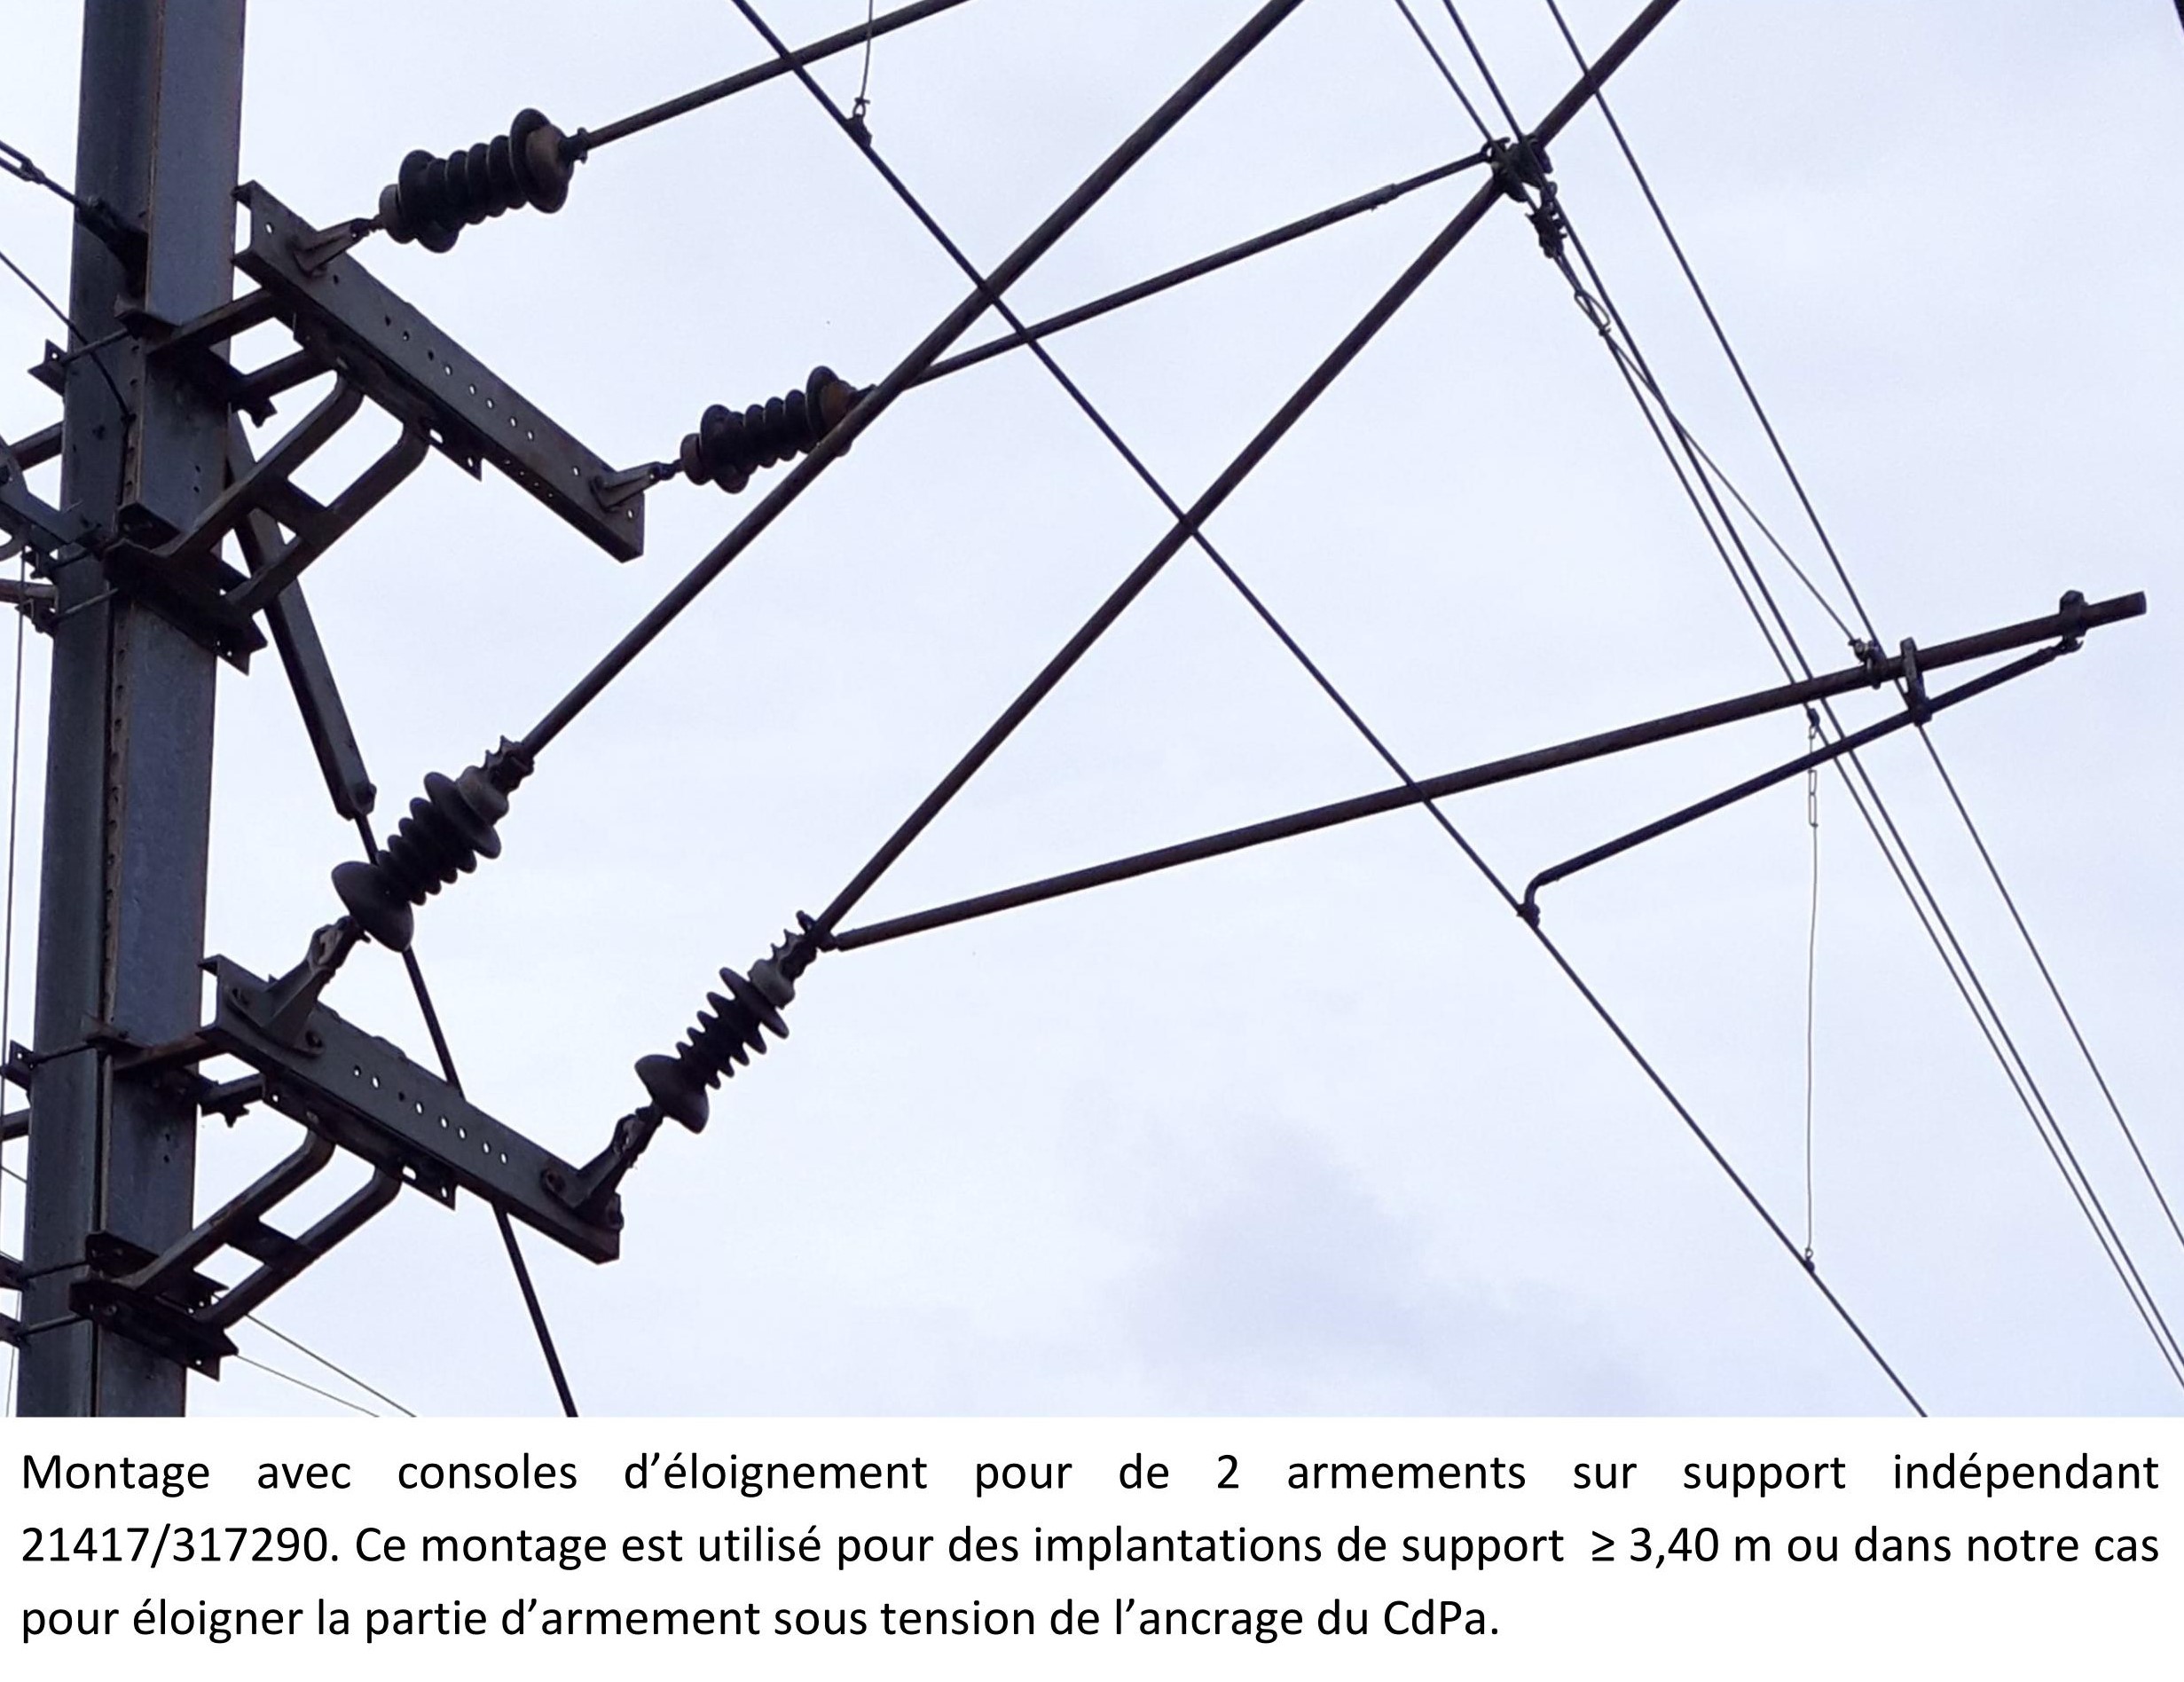 Montage avec consoles d’éloignement pour de 2 armements sur support indépendant
21417/317290. Ce montage est utilisé pour des implantations de support ≥ 3,40 m ou dans notre cas
pour éloigner la partie d’armement sous tension de l’ancrage du CdPa.